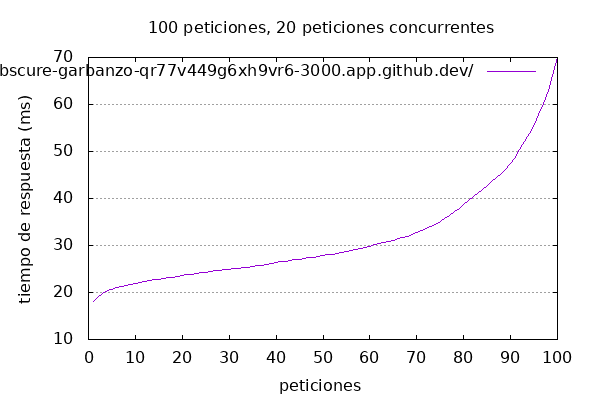 100 peticiones, 20 peticiones concurrentes
70
bscure-garbanzo-qr77v449g6xh9vr6-3000.app.github.dev/
60
50
40
30
20
10
tiempo de respuesta (ms)
0 10 20 30 40 50 60 70 80 90 100
peticiones